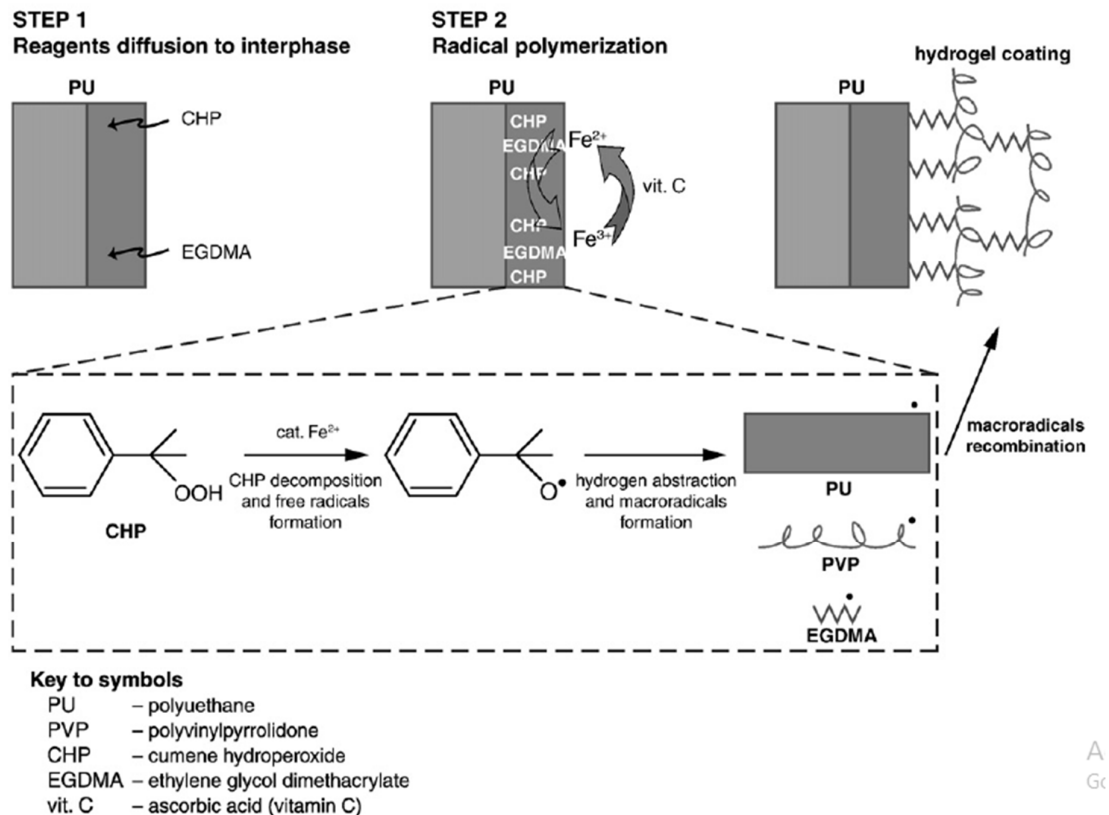 STEP 1
Reagents diffusion to interphase
PU
CHP
EGDMA
STEP 2
Radical polymerization
PU
CHP
EGDMA
CHP
CHP
EGDMA
CHP
Fe2+
Fe3+
vit. C
hydrogel coating
PU
OOH
CHP
cat. Fe2+
CHP decomposition
and free radicals
formation
O•
hydrogen abstraction
and macroradicals
formation
PU
PVP
EGDMA
macroradicals
recombination
Key to symbols
PU – polyuethane
PVP – polyvinylpyrrolidone
CHP – cumene hydroperoxide
EGDMA – ethylene glycol dimethacrylate
vit. C – ascorbic acid (vitamin C)
A
Go